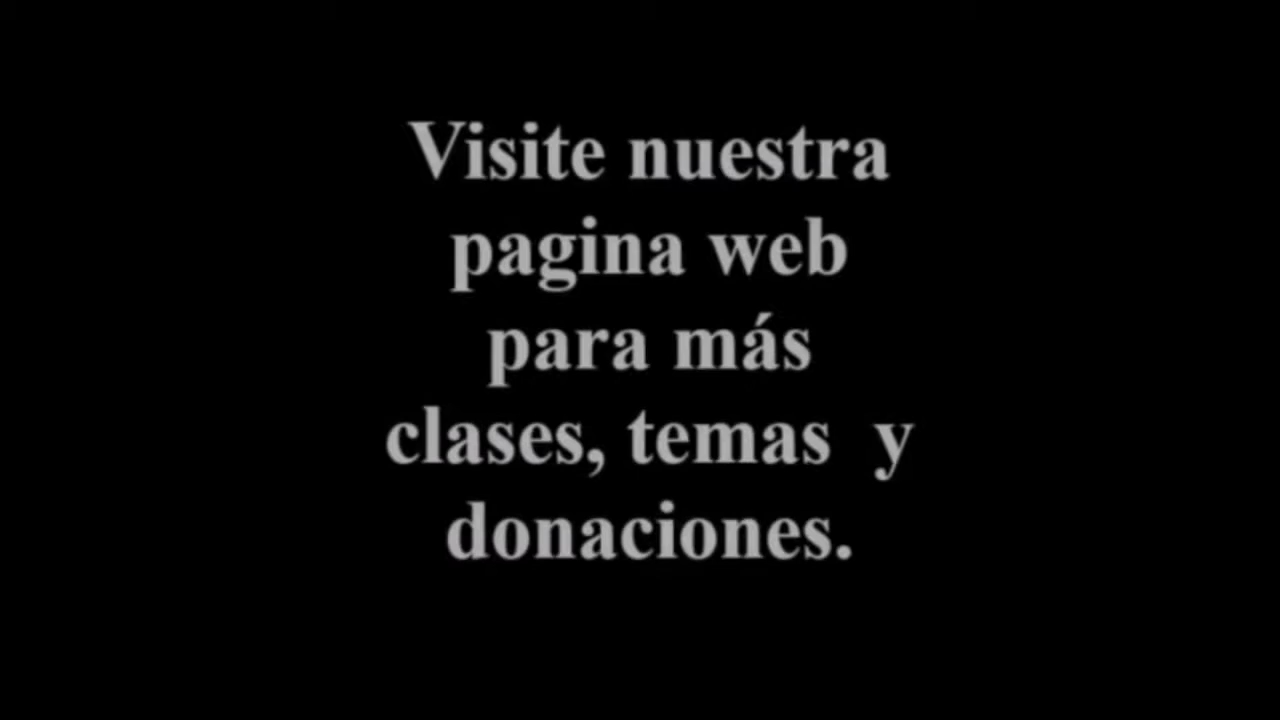 Visite nuestra
pagina web
para más
clases, temas  y
donaciones.